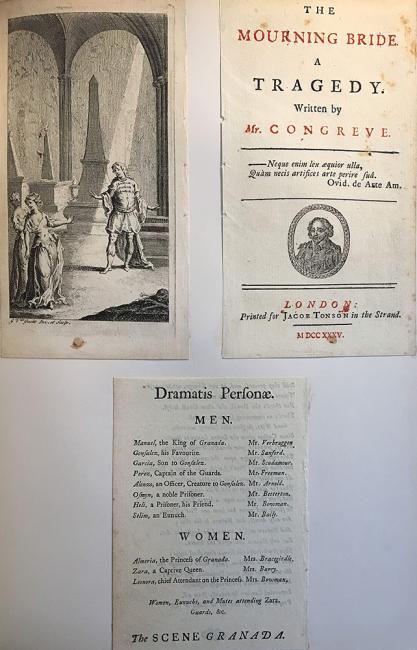 THE
MOURNING BRIDE.
A
TRAGEDY.
Written by
Mr. CONGREVE.
——Neque enim lex æquior ulla,
Quàm necis artifices arte perire suâ.
Ovid. de Arte Am.
LONDON:
Printed for JACOB TONSON in the Strand.
MDCCXXXV.
Dramatis Personæ.
MEN.
Manuel, the King of Granada. Mr. Verbruggen
Gonsalez, his Favourite. Mr. Sanford.
Garcia, Son to Gonsalez. Mr. Scudamour.
Perez, Captain of the Guards. Mr. Freeman.
Alonzo, an Officer, Creature to Gonsalez. Mr. Arnold.
Osmyn, a noble Prisoner. Mr. Betterton.
Heli, a Prisoner, his Friend. Mr. Bowman.
Selim, an Eunuch. Mr. Baily.
WOMEN.
Almeria, the Princess of Granada. Mrs. Bracegirdle.
Zara, a Captive Queen. Mrs. Barry.
Leonora, chief Attendant on the Princess. Mrs. Bowman.
Women, Eunuchs, and Mutes attending Zara.
Guards, &c.
The SCENE GRANADA.